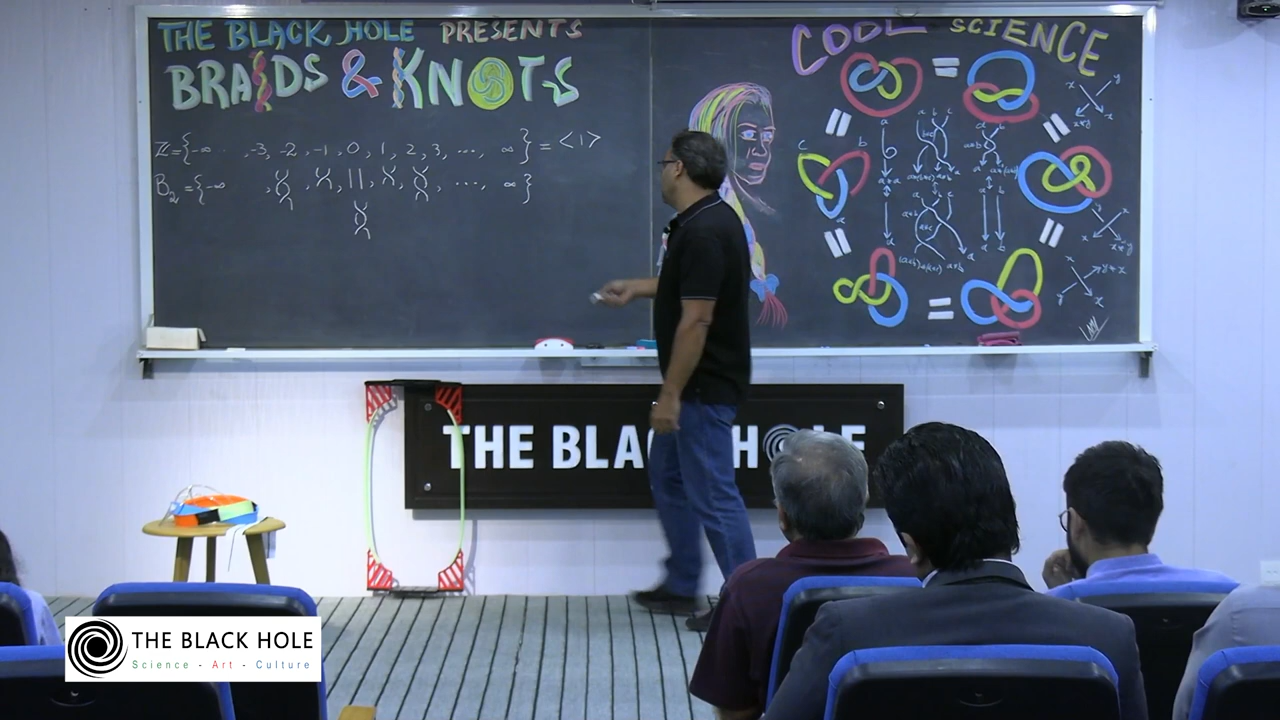 THE BLACK HOLE PRESENTS
BRAIDS & KNOTS
COOL SCIENCE
Z={-∞ , -3, -2, -1, 0, 1, 2, 3, ..., ∞} = <1>
B₂={-∞ , , ..., ∞}
c
b
a
THE BLACK HOLE
THE BLACK HOLE
Science - Art - Culture